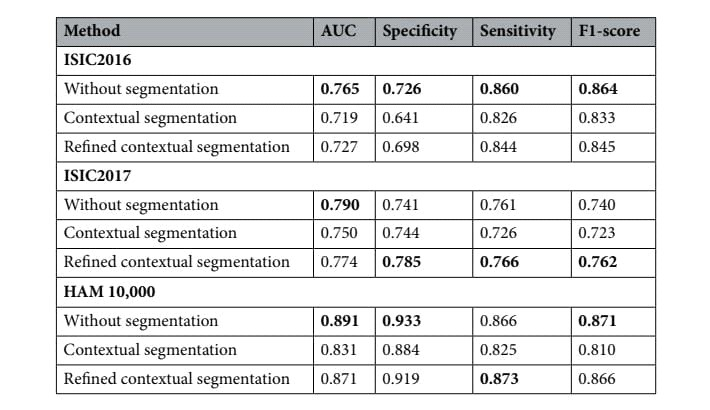 Method AUC Specificity Sensitivity F1-score
ISIC2016
Without segmentation 0.765 0.726 0.860 0.864
Contextual segmentation 0.719 0.641 0.826 0.833
Refined contextual segmentation 0.727 0.698 0.844 0.845
ISIC2017
Without segmentation 0.790 0.741 0.761 0.740
Contextual segmentation 0.750 0.744 0.726 0.723
Refined contextual segmentation 0.774 0.785 0.766 0.762
HAM 10,000
Without segmentation 0.891 0.933 0.866 0.871
Contextual segmentation 0.831 0.884 0.825 0.810
Refined contextual segmentation 0.871 0.919 0.873 0.866